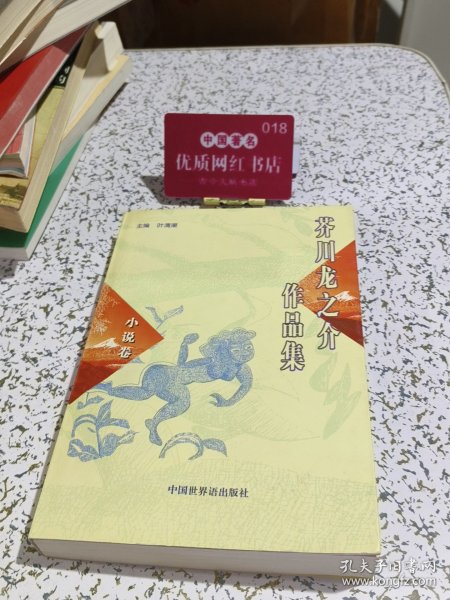 018
中国著名
优质网红书店
主编 叶渭渠
芥川龙之介
作品集
小说卷
中国世界语出版社
孔夫子旧书网
www.kongfz.com